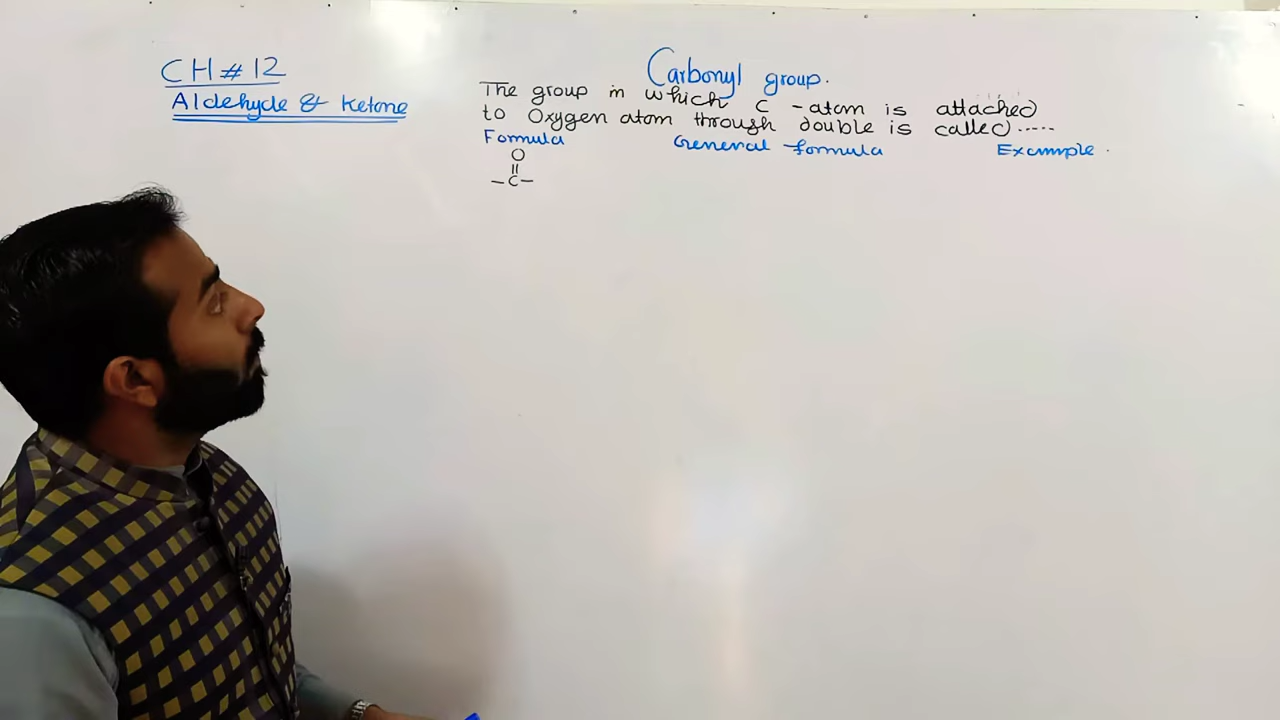 CH # 12
Aldehyde & Ketone
Carbonyl group.
The group in which C - atom is attached
to Oxygen atom through double is called.....
Formula General formula Example.
O
||
-C-